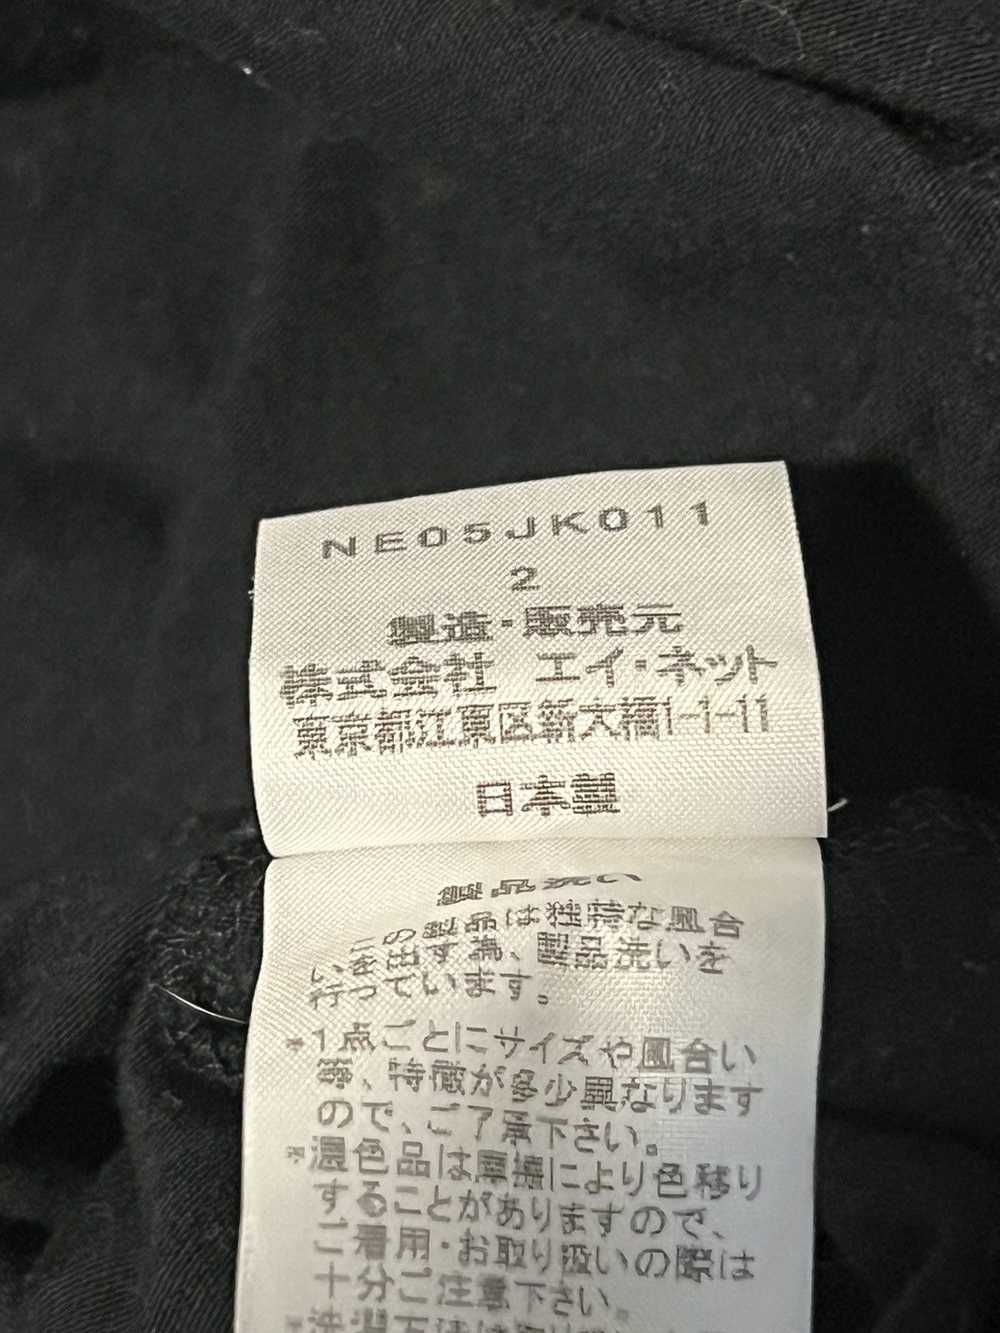 NE05JK011
2
製造・販売元
株式会社 エイ・ネット
東京都江東区新大橋1-1-11
日本製
製品洗い
この製品は独特な風合
いを出す為、製品洗いを
行っています。
*1点ごとにサイズや風合い
等、特徴が多少異なります
ので、ご了承下さい。
*濃色品は摩擦により色移り
することがありますので、
ご着用・お取り扱いの際は
十分ご注意下さい。